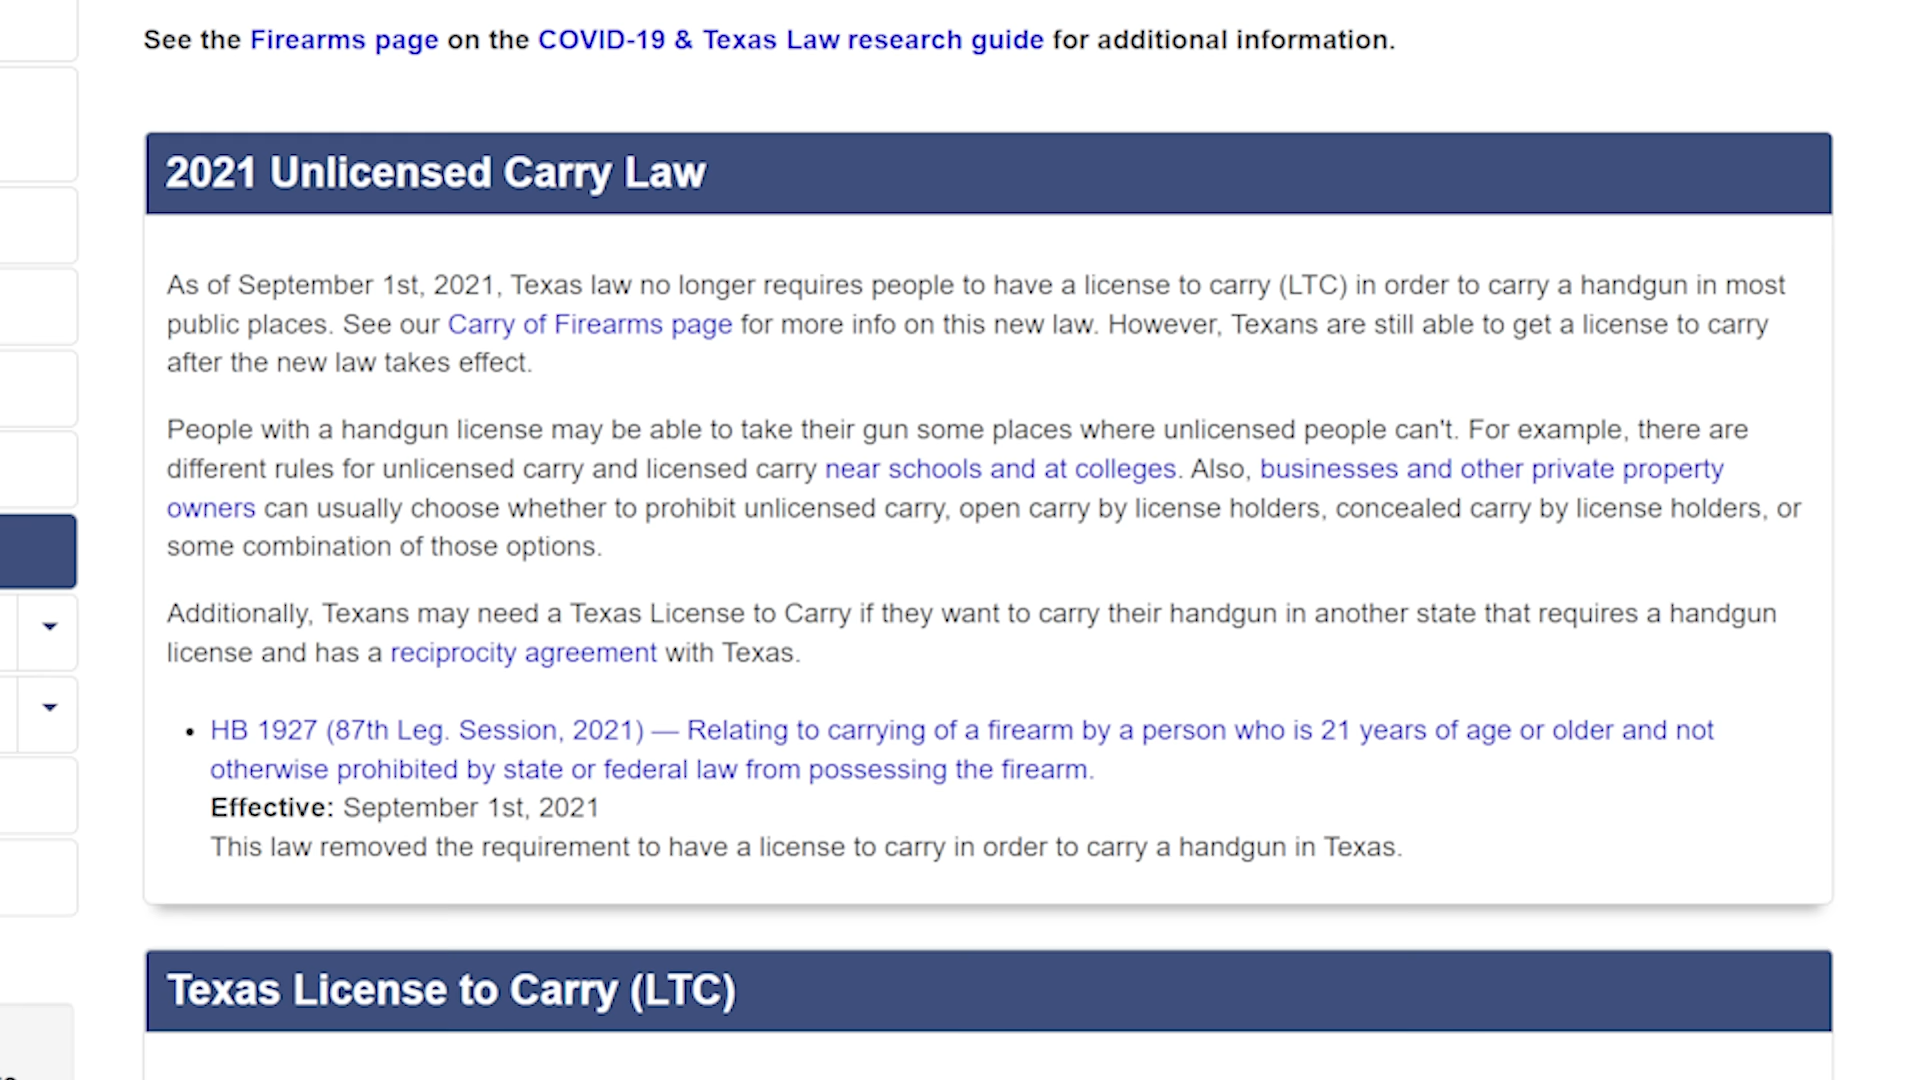 See the Firearms page on the COVID-19 & Texas Law research guide for additional information.
2021 Unlicensed Carry Law
As of September 1st, 2021, Texas law no longer requires people to have a license to carry (LTC) in order to carry a handgun in most
public places. See our Carry of Firearms page for more info on this new law. However, Texans are still able to get a license to carry
after the new law takes effect.
People with a handgun license may be able to take their gun some places where unlicensed people can't. For example, there are
different rules for unlicensed carry and licensed carry near schools and at colleges. Also, businesses and other private property
owners can usually choose whether to prohibit unlicensed carry, open carry by license holders, concealed carry by license holders, or
some combination of those options.
Additionally, Texans may need a Texas License to Carry if they want to carry their handgun in another state that requires a handgun
license and has a reciprocity agreement with Texas.
• HB 1927 (87th Leg. Session, 2021) — Relating to carrying of a firearm by a person who is 21 years of age or older and not
otherwise prohibited by state or federal law from possessing the firearm.
Effective: September 1st, 2021
This law removed the requirement to have a license to carry in order to carry a handgun in Texas.
Texas License to Carry (LTC)